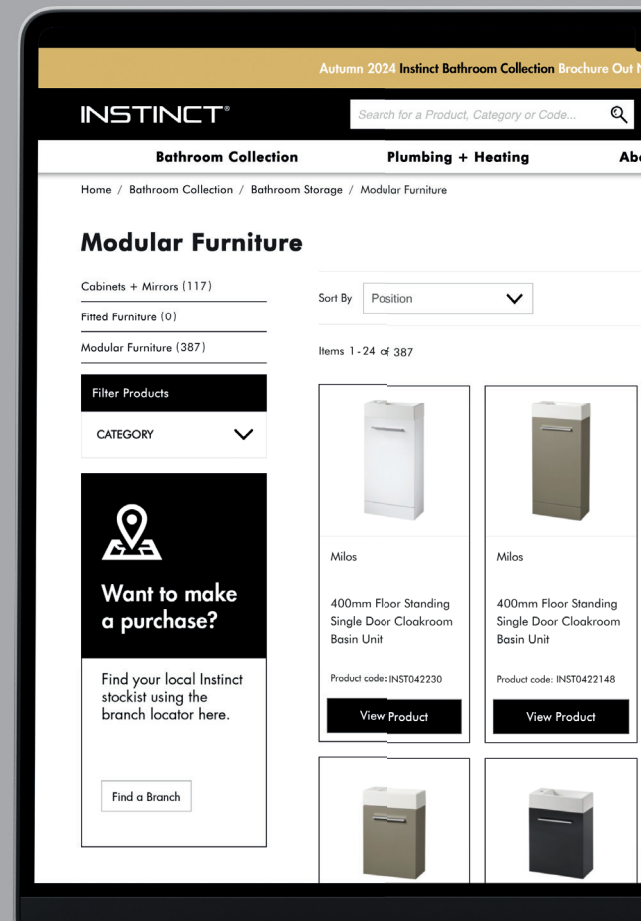 Autumn 2024 Instinct Bathroom Collection Brochure Out
INSTINCT®
Search for a Product, Category or Code...
Bathroom Collection
Plumbing + Heating
Home / Bathroom Collection / Bathroom Storage / Modular Furniture
Modular Furniture
Cabinets + Mirrors (117)
Fitted Furniture (0)
Modular Furniture (387)
Sort By
Position
Items 1-24 of 387
Filter Products
CATEGORY
Want to make
a purchase?
Find your local Instinct
stockist using the
branch locator here.
Find a Branch
Milos
400mm Floor Standing
Single Door Cloakroom
Basin Unit
Product code: INST042230
View Product
Milos
400mm Floor Standing
Single Door Cloakroom
Basin Unit
Product code: INST0422148
View Product